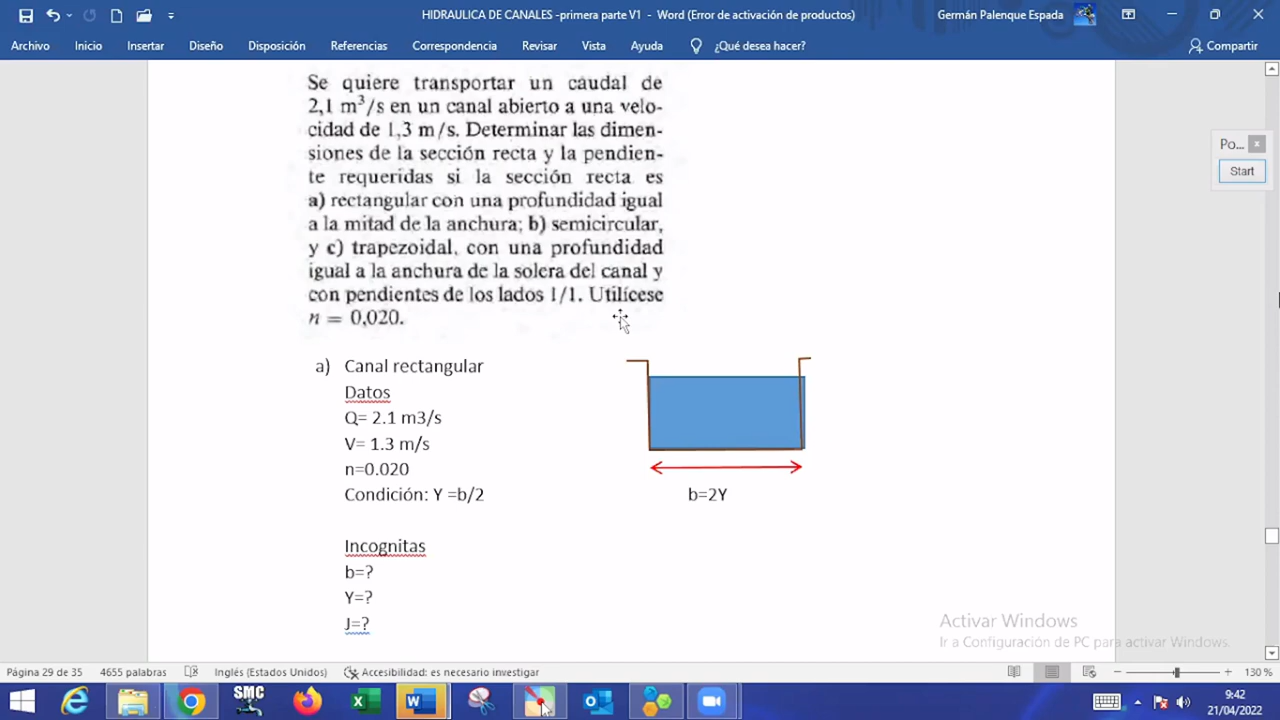 HIDRAULICA DE CANALES -primera parte V1 - Word (Error de activación de productos)
Germán Palenque Espada
Archivo Inicio Insertar Diseño Disposición Referencias Correspondencia Revisar Vista Ayuda ¿Qué desea hacer? Compartir
Se quiere transportar un caudal de
2,1 m³/s en un canal abierto a una velo-
cidad de 1,3 m/s. Determinar las dimen-
siones de la sección recta y la pendien-
te requeridas si la sección recta es
a) rectangular con una profundidad igual
a la mitad de la anchura; b) semicircular,
y c) trapezoidal, con una profundidad
igual a la anchura de la solera del canal y
con pendientes de los lados 1/1. Utilícese
n = 0,020.
Po...
Start
a) Canal rectangular
Datos
Q= 2.1 m3/s
V= 1.3 m/s
n=0.020
Condición: Y =b/2
b=2Y
Incognitas
b=?
Y=?
J=?
Activar Windows
Ir a Configuración de PC para activar Windows.
Página 29 de 35 4655 palabras Inglés (Estados Unidos) Accesibilidad: es necesario investigar 130 %
SMC
9:42
21/04/2022